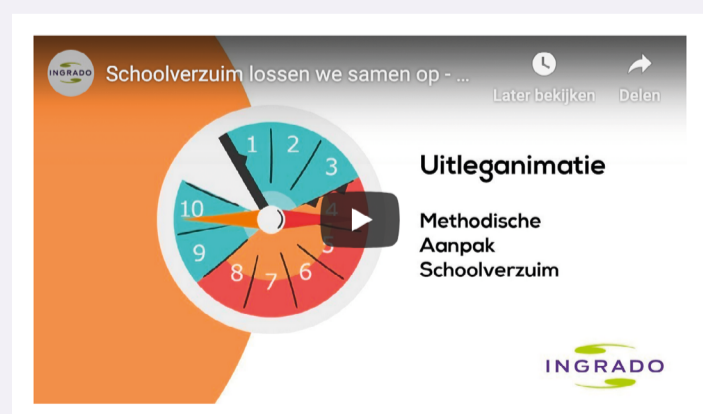 INGRADO
Schoolverzuim lossen we samen op - ...
Later bekijken
Delen
1
2
3
4
5
6
7
8
9
10
Uitleganimatie
Methodische
Aanpak
Schoolverzuim
INGRADO